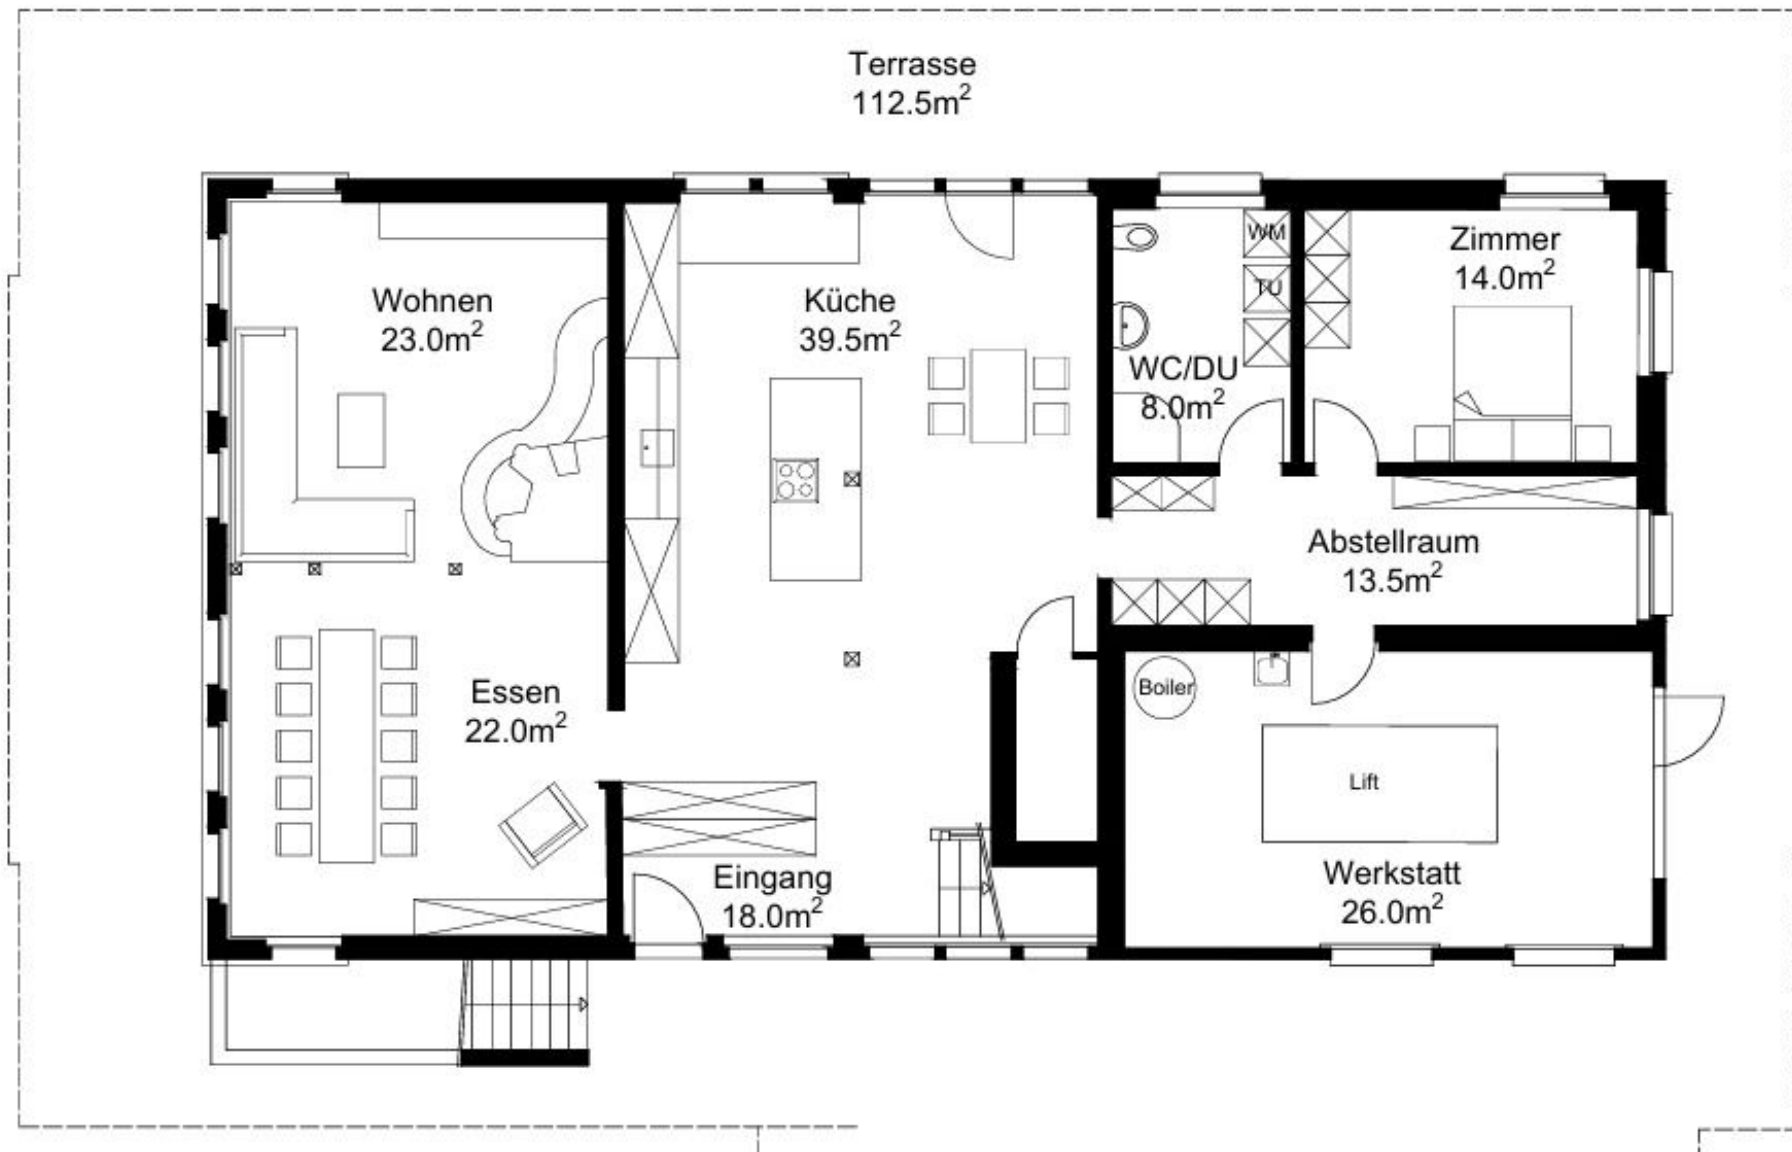 Terrasse
112.5m²
Wohnen
23.0m²
Küche
39.5m²
WM
TU
WC/DU
8.0m²
Zimmer
14.0m²
Abstellraum
13.5m²
Essen
22.0m²
Boiler
Lift
Eingang
18.0m²
Werkstatt
26.0m²